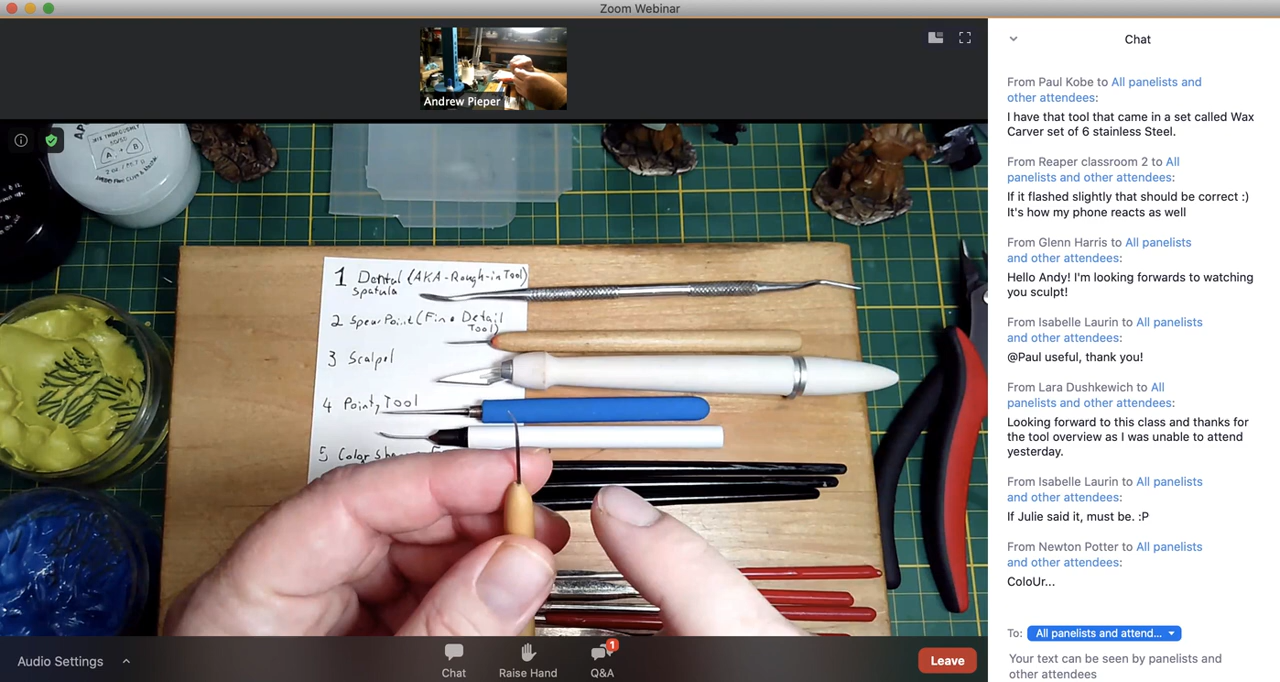 Zoom Webinar
Andrew Pieper
MIX THOROUGHLY
50/50
A + B
1 Dental (AKA-Rough-in Tool)
spatula
2 SpearPoint (Fine Detail
Tool)
3 Scalpel
4 Pointy Tool
5 Color
Audio Settings
Chat
Raise Hand
1
Q&A
Leave
Chat
From Paul Kobe to All panelists and
other attendees:
I have that tool that came in a set called Wax
Carver set of 6 stainless Steel.
From Reaper classroom 2 to All
panelists and other attendees:
If it flashed slightly that should be correct :)
It's how my phone reacts as well
From Glenn Harris to All panelists
and other attendees:
Hello Andy! I'm looking forwards to watching
you sculpt!
From Isabelle Laurin to All panelists
and other attendees:
@Paul useful, thank you!
From Lara Dushkewich to All
panelists and other attendees:
Looking forward to this class and thanks for
the tool overview as I was unable to attend
yesterday.
From Isabelle Laurin to All panelists
and other attendees:
If Julie said it, must be. :P
From Newton Potter to All panelists
and other attendees:
ColoUr...
To: All panelists and attend...
Your text can be seen by panelists and
other attendees